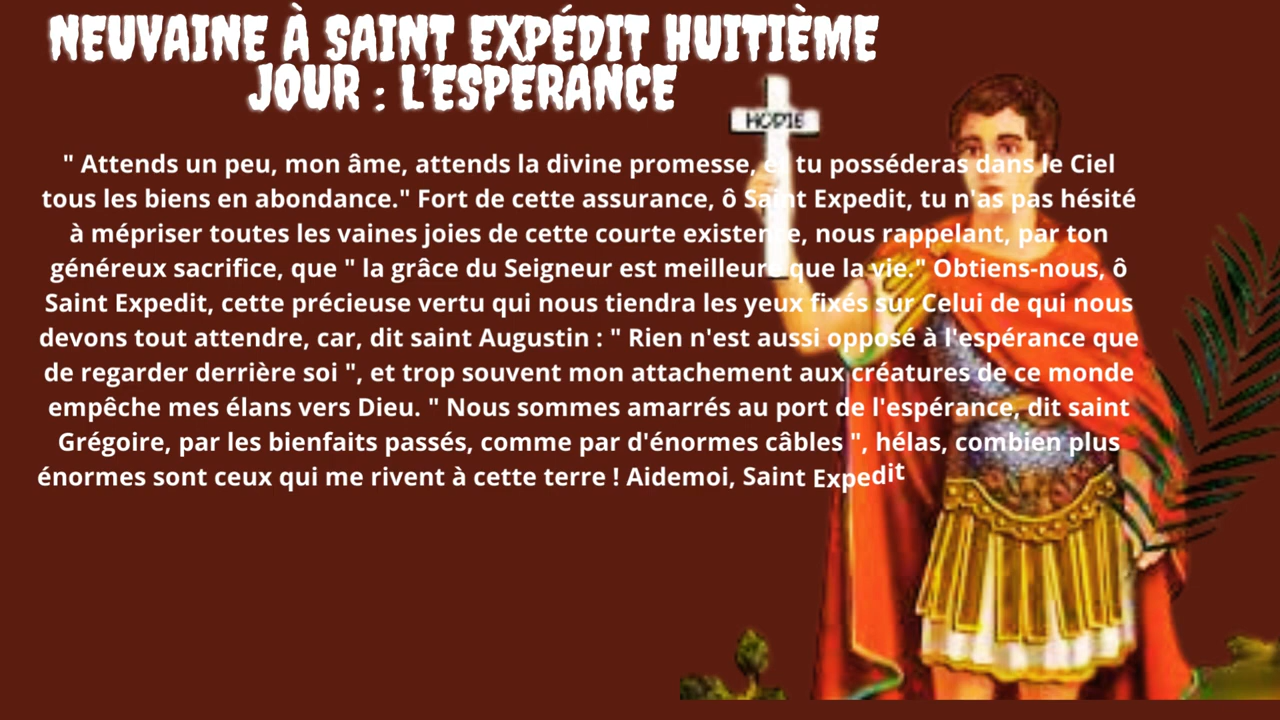 NEUVAINE À SAINT EXPÉDIT HUITIÈME
JOUR : L'ESPÉRANCE
HODIE
" Attends un peu, mon âme, attends la divine promesse, et tu posséderas dans le Ciel
tous les biens en abondance." Fort de cette assurance, ô Saint Expedit, tu n'as pas hésité
à mépriser toutes les vaines joies de cette courte existence, nous rappelant, par ton
généreux sacrifice, que " la grâce du Seigneur est meilleure que la vie." Obtiens-nous, ô
Saint Expedit, cette précieuse vertu qui nous tiendra les yeux fixés sur Celui de qui nous
devons tout attendre, car, dit saint Augustin : " Rien n'est aussi opposé à l'espérance que
de regarder derrière soi ", et trop souvent mon attachement aux créatures de ce monde
empêche mes élans vers Dieu. " Nous sommes amarrés au port de l'espérance, dit saint
Grégoire, par les bienfaits passés, comme par d'énormes câbles ", hélas, combien plus
énormes sont ceux qui me rivent à cette terre ! Aidemoi, Saint Expedit